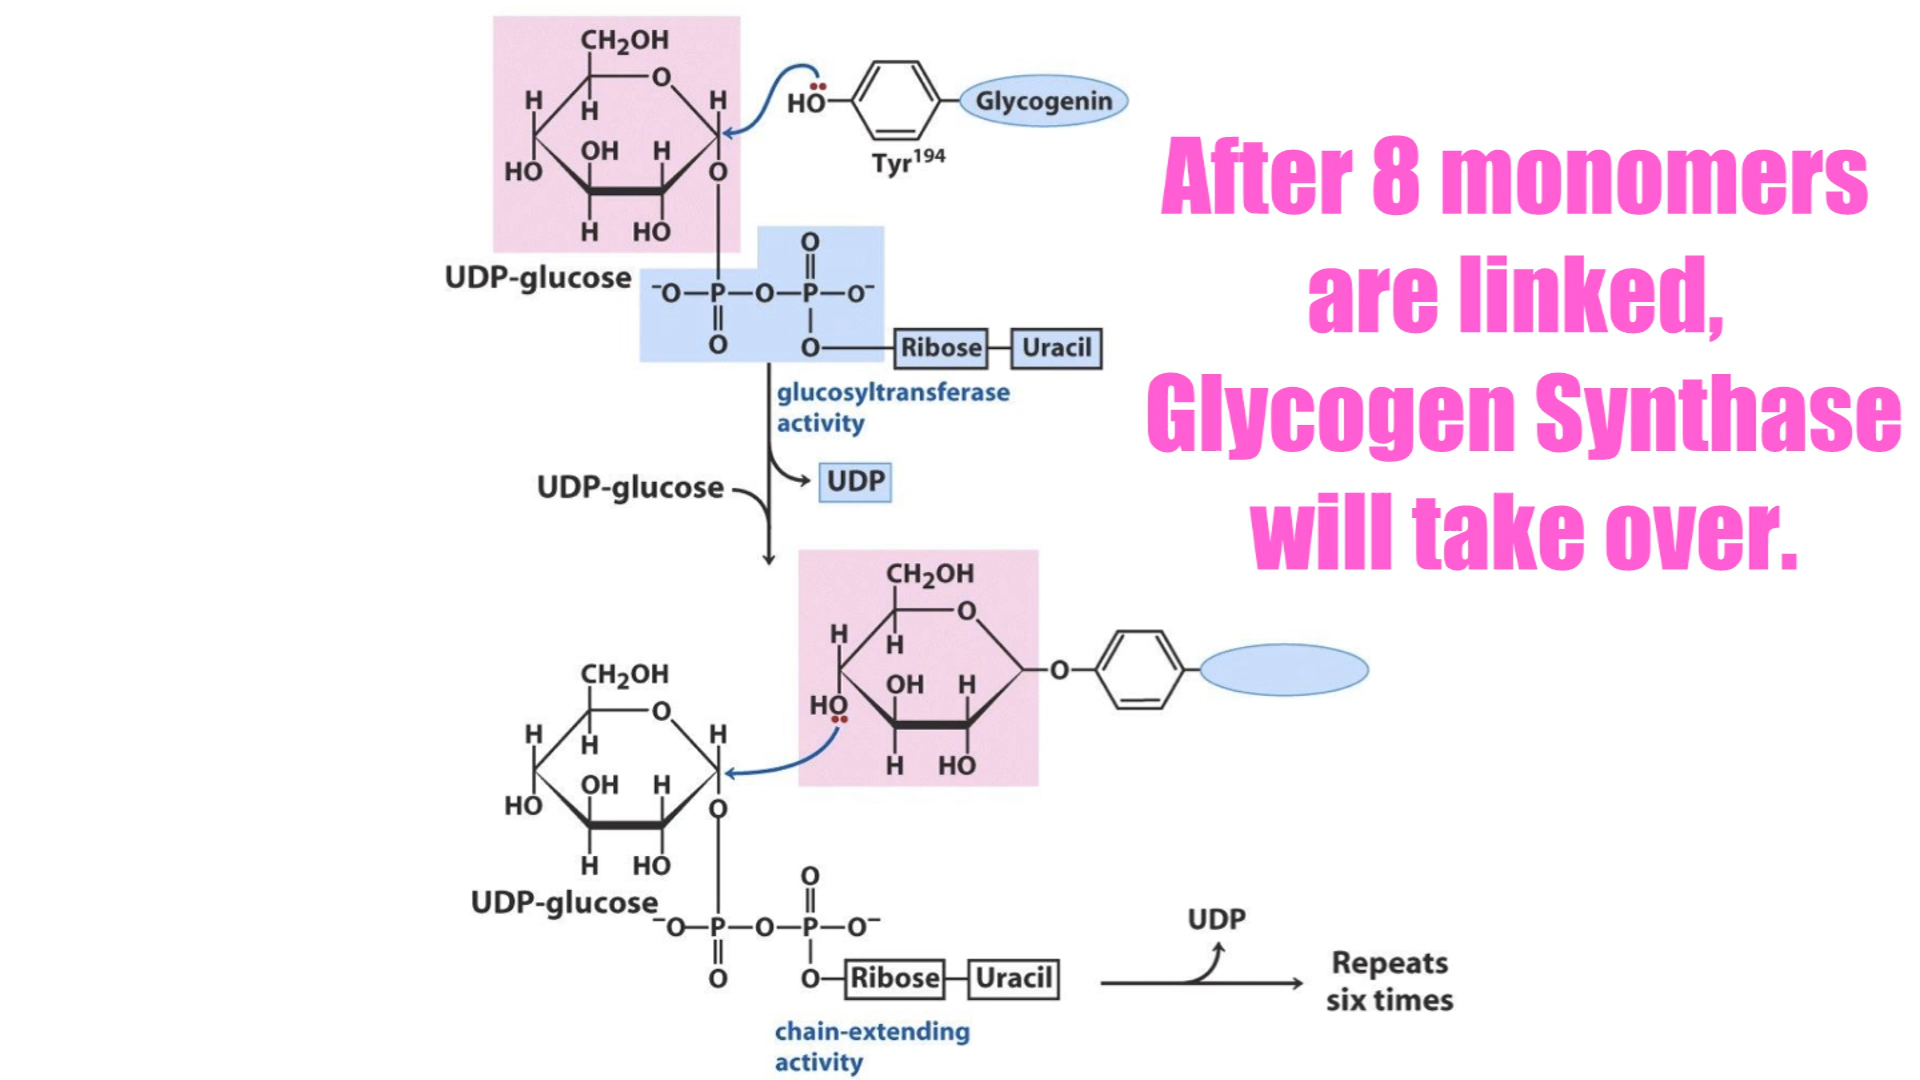 CH₂OH
O
H
H
H
OH
H
HO
O
H
HO
HO
Glycogenin
Tyr¹⁹⁴
After 8 monomers
are linked,
Glycogen Synthase
will take over.
UDP-glucose
O
⁻O—P—O—P—O⁻
O
O
Ribose
Uracil
glucosyltransferase
activity
UDP-glucose
UDP
CH₂OH
O
H
H
OH
H
HO
H
HO
O
CH₂OH
O
H
H
H
OH
H
HO
O
H
HO
UDP-glucose
O
⁻O—P—O—P—O⁻
O
O
Ribose
Uracil
chain-extending
activity
UDP
Repeats
six times